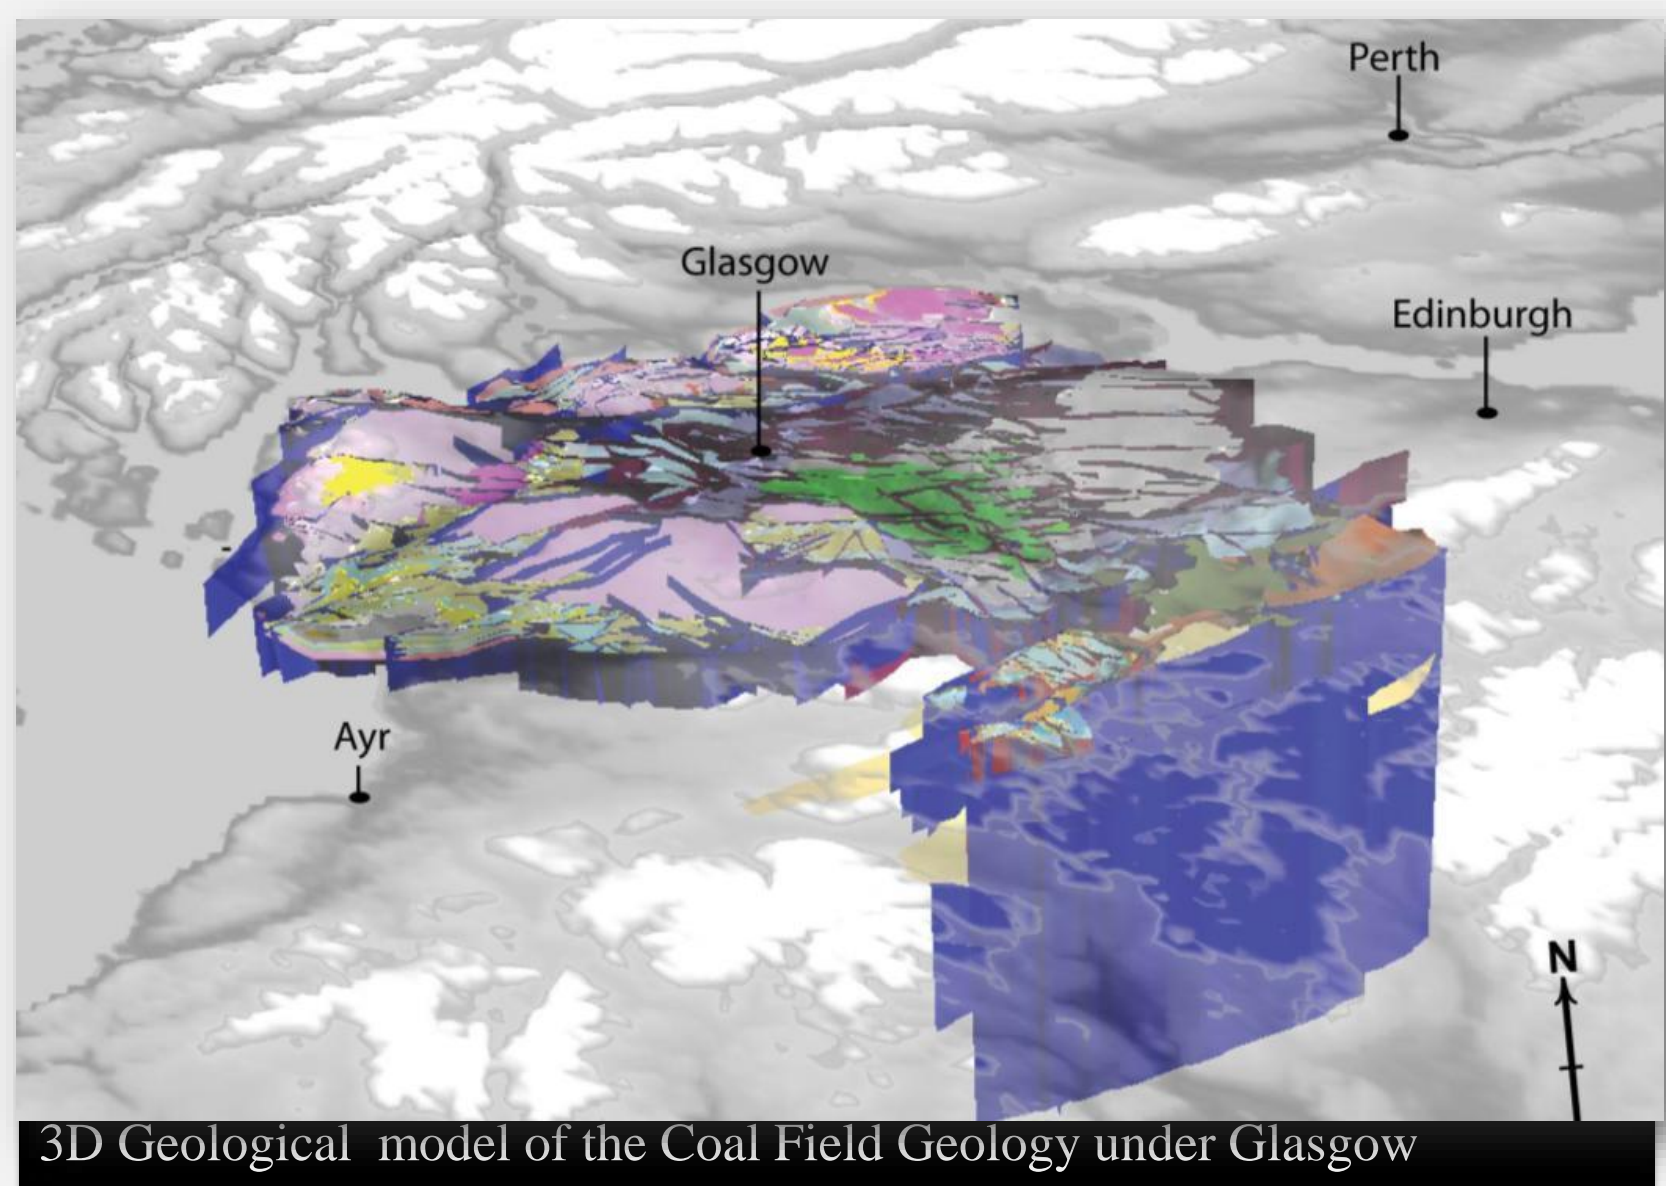 Perth
Glasgow
Edinburgh
Ayr
N
3D Geological  model of the Coal Field Geology under Glasgow